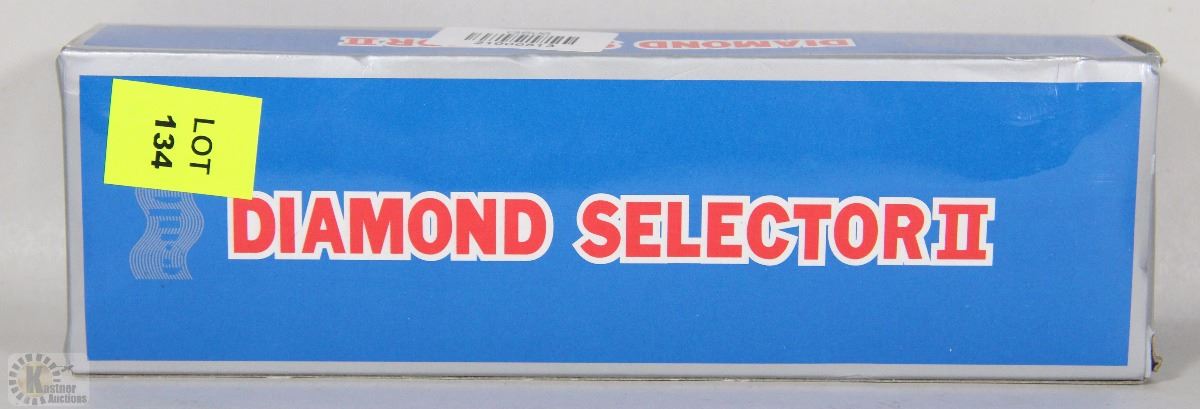 DIAMOND SELECTOR II
LOT
134
DIAMOND SELECTOR II
Kastner
Auctions